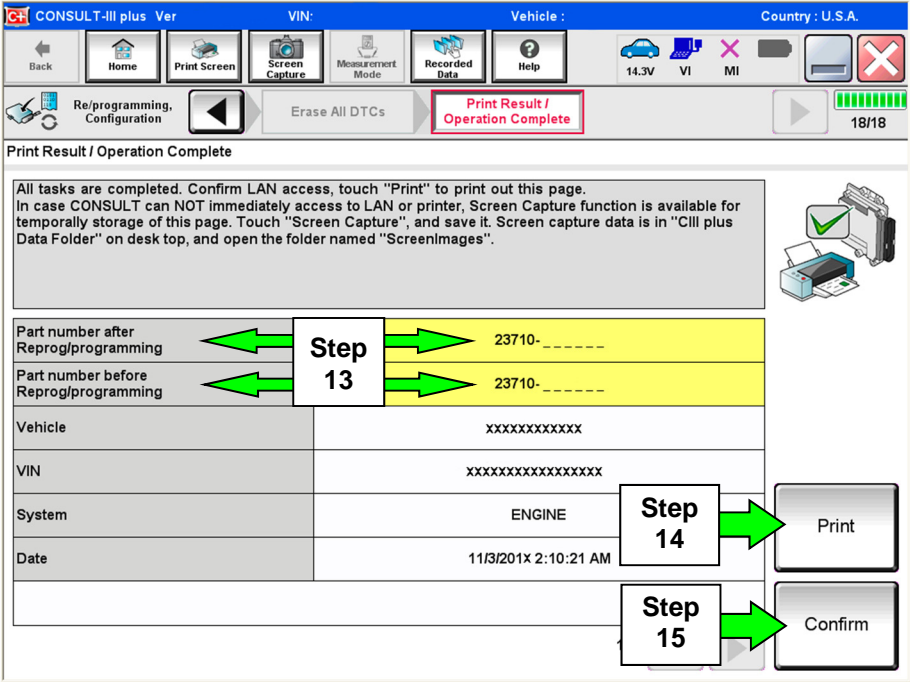 C+ CONSULT-III plus Ver VIN: Vehicle : Country : U.S.A.
Back Home Print Screen Screen Capture Measurement Mode Recorded Data Help 14.3V VI MI
Re/programming, Configuration Erase All DTCs Print Result / Operation Complete 18/18
Print Result / Operation Complete
All tasks are completed. Confirm LAN access, touch "Print" to print out this page.
In case CONSULT can NOT immediately access to LAN or printer, Screen Capture function is available for
temporally storage of this page. Touch "Screen Capture", and save it. Screen capture data is in "CIII plus
Data Folder" on desk top, and open the folder named "ScreenImages".
Part number after
Reprog/programming
23710-_ _ _ _ _ _
Part number before
Reprog/programming
23710-_ _ _ _ _ _
Step
13
Vehicle xxxxxxxxxxxx
VIN xxxxxxxxxxxxxxxxx
System ENGINE
Date 11/3/201X 2:10:21 AM
Step
14
Print
Step
15
Confirm